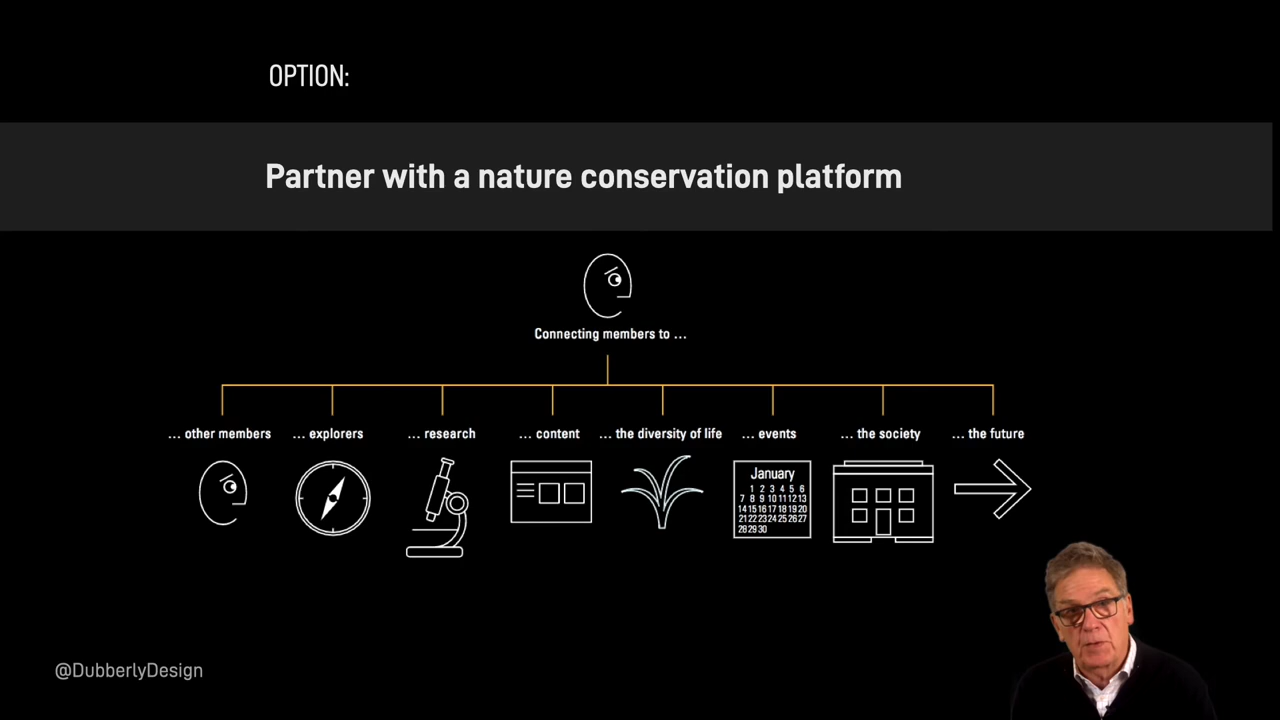 OPTION:
Partner with a nature conservation platform
Connecting members to ...
... other members
... explorers
... research
... content
... the diversity of life
... events
... the society
... the future
January
1 2 3 4 5 6
7 8 9 10 11 12 13
14 15 16 17 18 19 20
21 22 23 24 25 26 27
28 29 30
@DubberlyDesign